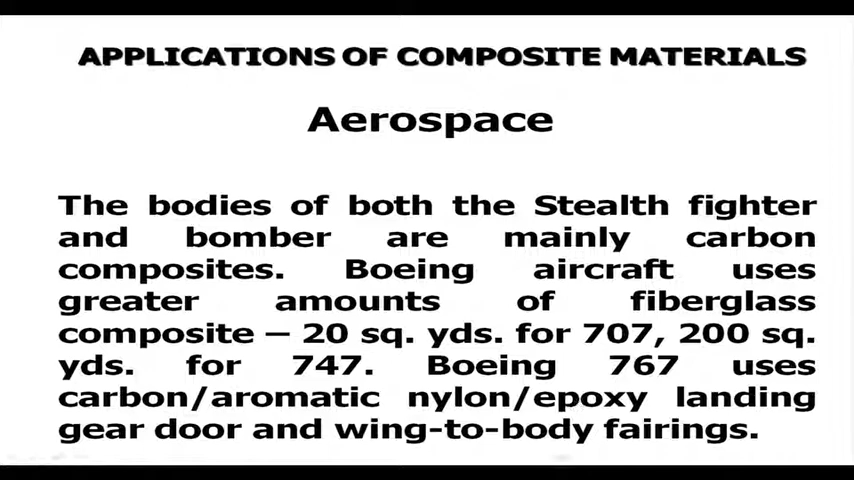 APPLICATIONS OF COMPOSITE MATERIALS
Aerospace
The bodies of both the Stealth fighter
and bomber are mainly carbon
composites. Boeing aircraft uses
greater amounts of fiberglass
composite – 20 sq. yds. for 707, 200 sq.
yds. for 747. Boeing 767 uses
carbon/aromatic nylon/epoxy landing
gear door and wing-to-body fairings.